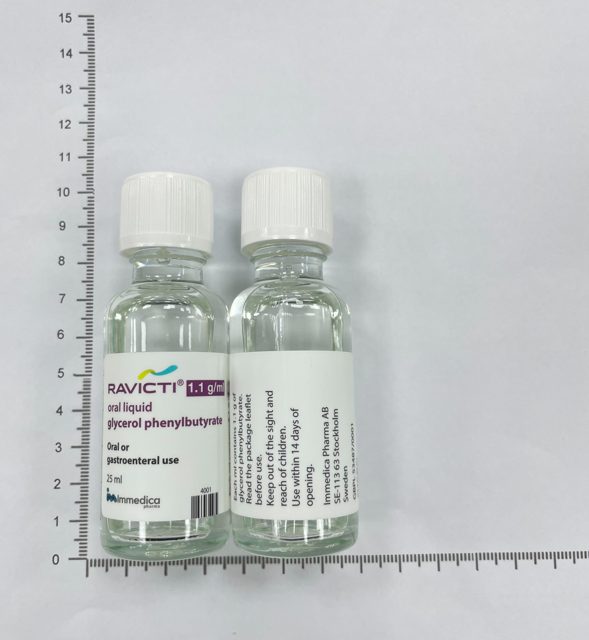 15
14
13
12
11
10
9
8
7
6
5
4
3
2
1
0
RAVICTI® 1.1 g/ml
oral liquid
glycerol phenylbutyrate
Oral or
gastroenteral use
25 ml
immedica
pharma
4001
Each ml contains 1.1 g of
glycerol phenylbutyrate.
Read the package leaflet
before use.
Keep out of the sight and
reach of children.
Use within 14 days of
opening.
Immedica Pharma AB
SE-113 63 Stockholm
Sweden